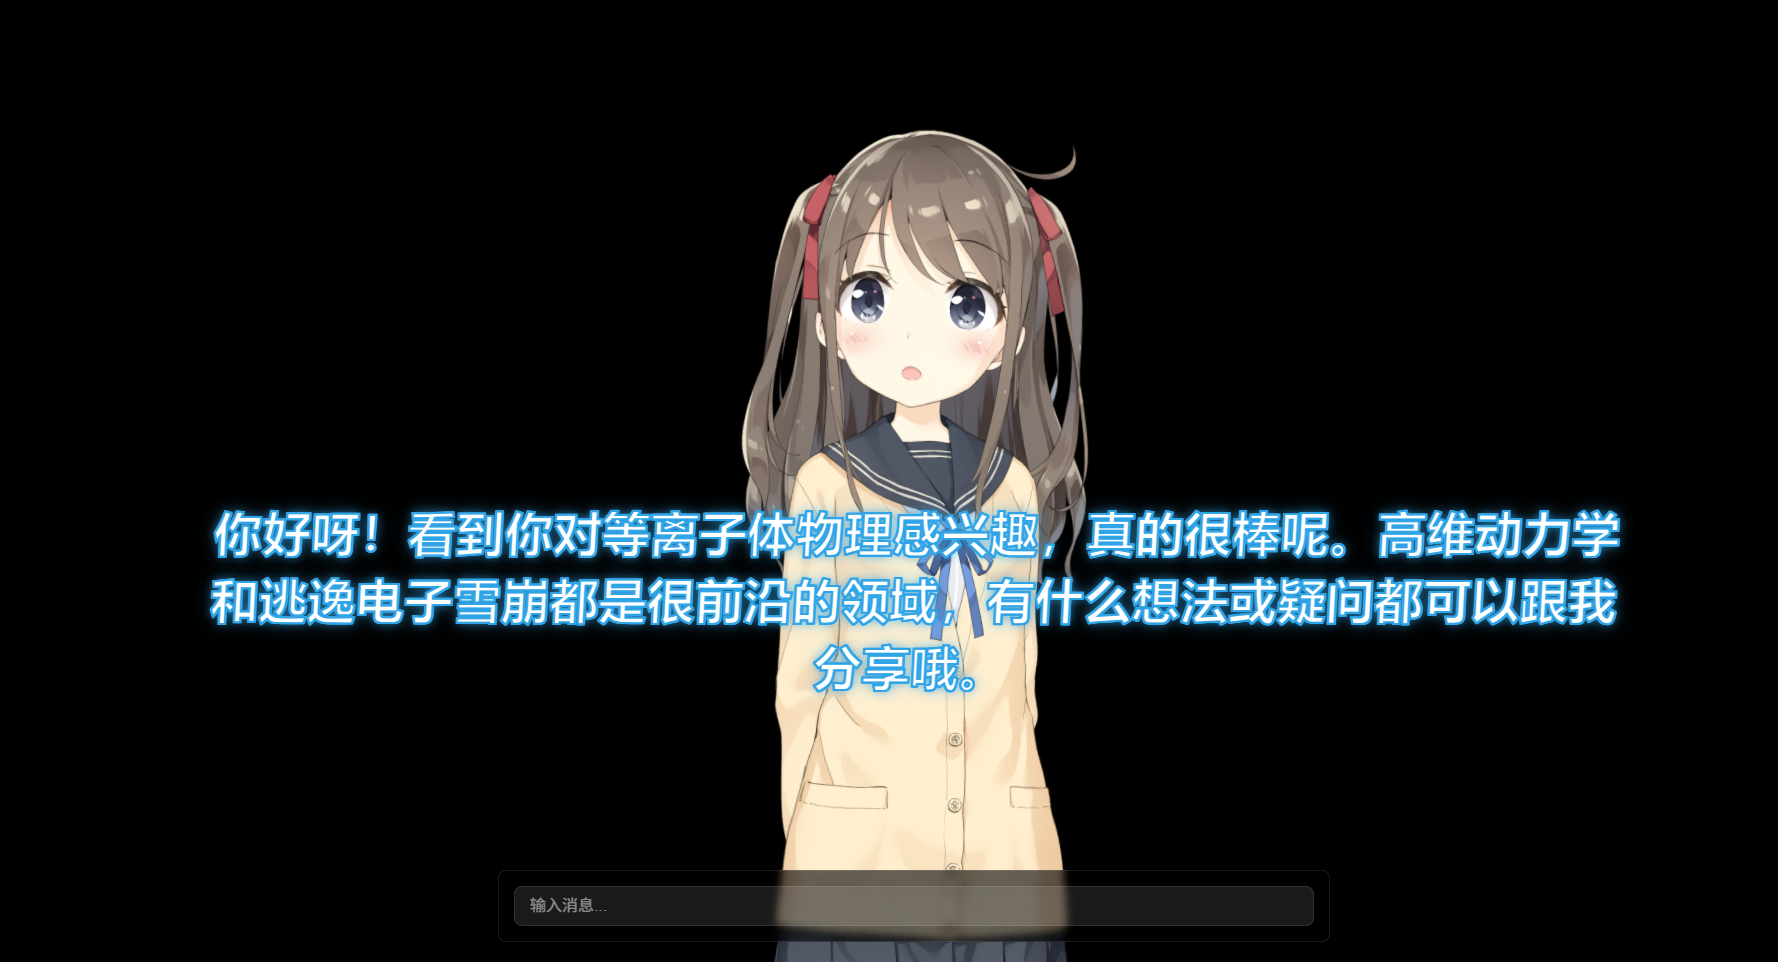 你好呀！看到你对等离子体物理感兴趣，真的很棒呢。高维动力学
和逃逸电子雪崩都是很前沿的领域，有什么想法或疑问都可以跟我
分享哦。
输入消息...